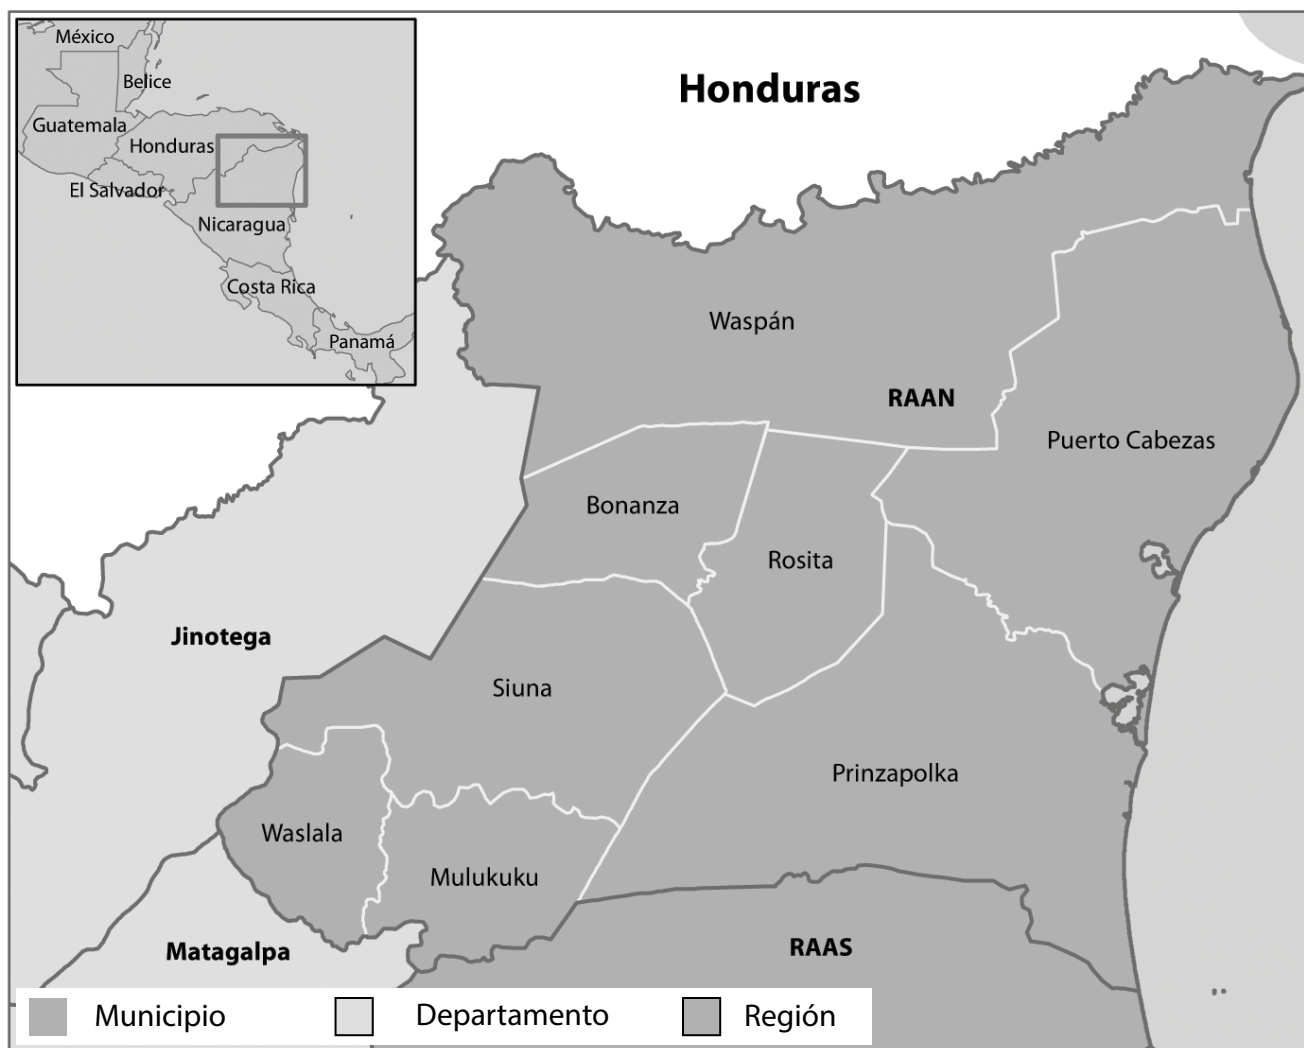 México
Belice
Guatemala
Honduras
El Salvador
Nicaragua
Costa Rica
Panamá
Honduras
Waspán
RAAN
Puerto Cabezas
Bonanza
Rosita
Jinotega
Siuna
Prinzapolka
Waslala
Mulukuku
Matagalpa
RAAS
Municipio
Departamento
Región